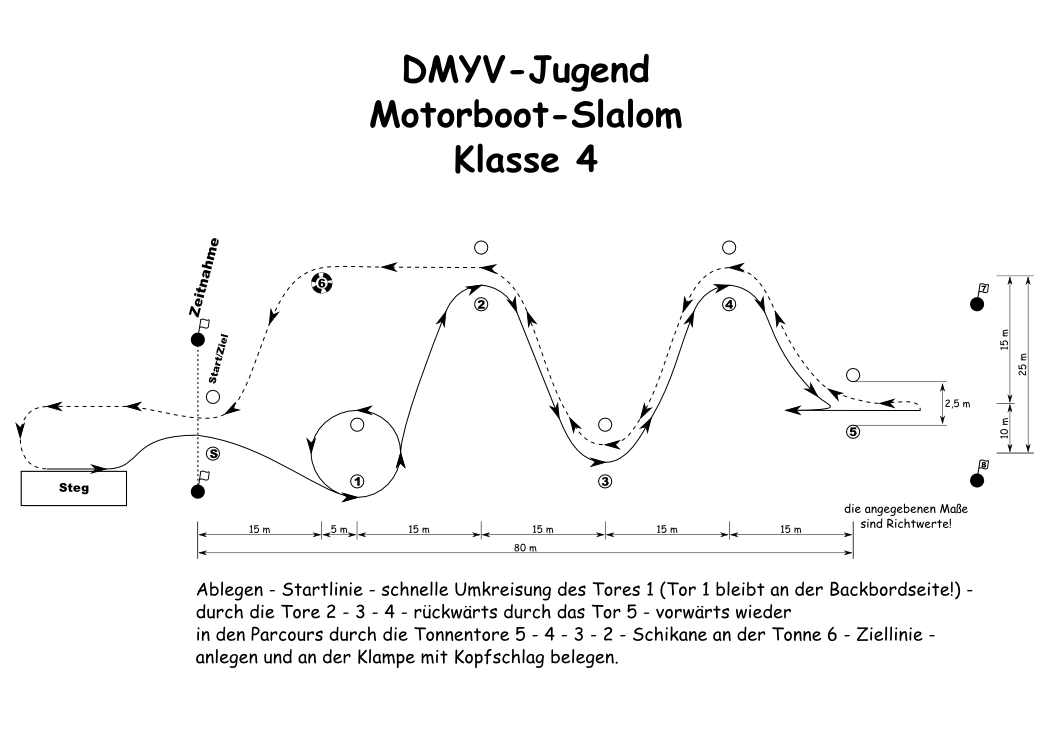 DMYV-Jugend
Motorboot-Slalom
Klasse 4
Zeitnahme
Start/Ziel
6
2
4
7
15 m
25 m
2,5 m
10 m
S
1
3
5
8
Steg
die angegebenen Maße
sind Richtwerte!
15 m
5 m
15 m
15 m
15 m
15 m
80 m
Ablegen - Startlinie - schnelle Umkreisung des Tores 1 (Tor 1 bleibt an der Backbordseite!) -
durch die Tore 2 - 3 - 4 - rückwärts durch das Tor 5 - vorwärts wieder
in den Parcours durch die Tonnentore 5 - 4 - 3 - 2 - Schikane an der Tonne 6 - Ziellinie -
anlegen und an der Klampe mit Kopfschlag belegen.